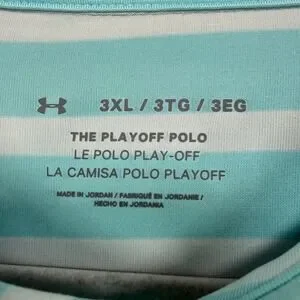 3XL / 3TG / 3EG
THE PLAYOFF POLO
LE POLO PLAY-OFF
LA CAMISA POLO PLAYOFF
MADE IN JORDAN / FABRIQUÉ EN JORDANIE /
HECHO EN JORDANIA